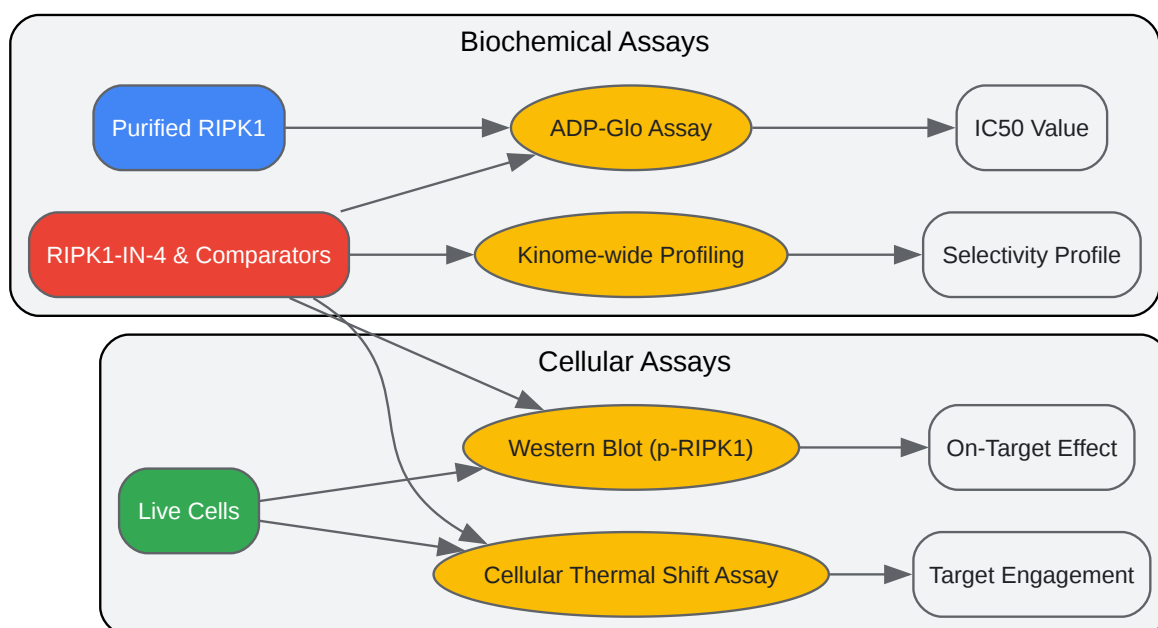 Biochemical Assays
Purified RIPK1
ADP-Glo Assay
IC50 Value
RIPK1-IN-4 & Comparators
Kinome-wide Profiling
Selectivity Profile
Cellular Assays
Western Blot (p-RIPK1)
On-Target Effect
Live Cells
Cellular Thermal Shift Assay
Target Engagement